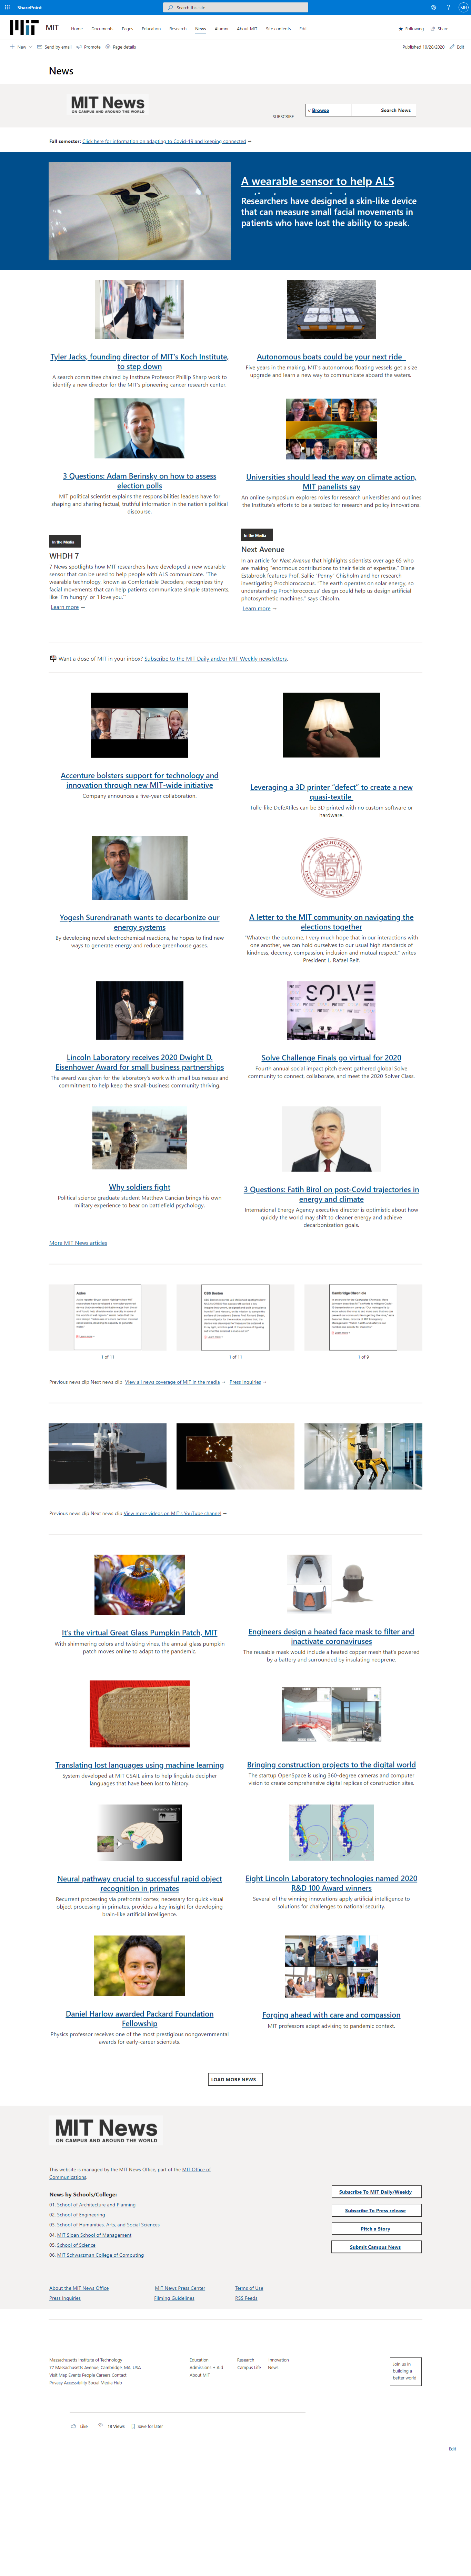 SharePoint
Search this site
MH
MIT
Home Documents Pages Education Research News Alumni About MIT Site contents Edit
Following Share
New Send by email Promote Page details
Published 10/28/2020 Edit
News
MIT News
ON CAMPUS AND AROUND THE WORLD
SUBSCRIBE
Browse
Search News
Fall semester: Click here for information on adapting to Covid-19 and keeping connected →
A wearable sensor to help ALS
Researchers have designed a skin-like device
that can measure small facial movements in
patients who have lost the ability to speak.
Tyler Jacks, founding director of MIT's Koch Institute,
to step down
A search committee chaired by Institute Professor Phillip Sharp work to
identify a new director for the MIT's pioneering cancer research center.
Autonomous boats could be your next ride
Five years in the making, MIT's autonomous floating vessels get a size
upgrade and learn a new way to communicate aboard the waters.
3 Questions: Adam Berinsky on how to assess
election polls
MIT political scientist explains the responsibilities leaders have for
shaping and sharing factual, truthful information in the nation's political
discourse.
Universities should lead the way on climate action,
MIT panelists say
An online symposium explores roles for research universities and outlines
the Institute's efforts to be a testbed for research and policy innovations.
In the Media
WHDH 7
7 News spotlights how MIT researchers have developed a new wearable
sensor that can be used to help people with ALS communicate. "The
wearable technology, known as Comfortable Decoders, recognizes tiny
facial movements that can help patients communicate simple statements,
like 'I'm hungry' or 'I love you.'"
Learn more →
In the Media
Next Avenue
In an article for Next Avenue that highlights scientists over age 65 who
are making "enormous contributions to their fields of expertise," Diane
Estabrook features Prof. Sallie "Penny" Chisholm and her research
investigating Prochlorococcus. "The earth operates on solar energy, so
understanding Prochlorococcus' design could help us design artificial
photosynthetic machines," says Chisolm.
Learn more →
Want a dose of MIT in your inbox? Subscribe to the MIT Daily and/or MIT Weekly newsletters.
Accenture bolsters support for technology and
innovation through new MIT-wide initiative
Company announces a five-year collaboration.
Leveraging a 3D printer "defect" to create a new
quasi-textile
Tulle-like DefeXtiles can be 3D printed with no custom software or
hardware.
Yogesh Surendranath wants to decarbonize our
energy systems
By developing novel electrochemical reactions, he hopes to find new
ways to generate energy and reduce greenhouse gases.
A letter to the MIT community on navigating the
elections together
"Whatever the outcome, I very much hope that in our interactions with
one another, we can hold ourselves to our usual high standards of
kindness, decency, compassion, inclusion and mutual respect," writes
President L. Rafael Reif.
SOLVE
Lincoln Laboratory receives 2020 Dwight D.
Eisenhower Award for small business partnerships
The award was given for the laboratory's work with small businesses and
commitment to help keep the small-business community thriving.
Solve Challenge Finals go virtual for 2020
Fourth annual social impact pitch event gathered global Solve
community to connect, collaborate, and meet the 2020 Solver Class.
Why soldiers fight
Political science graduate student Matthew Cancian brings his own
military experience to bear on battlefield psychology.
3 Questions: Fatih Birol on post-Covid trajectories in
energy and climate
International Energy Agency executive director is optimistic about how
quickly the world may shift to cleaner energy and achieve
decarbonization goals.
More MIT News articles
Axios
CBS Boston
Cambridge Chronicle
1 of 11
1 of 11
1 of 9
Previous news clip Next news clip View all news coverage of MIT in the media → Press Inquiries →
Previous news clip Next news clip View more videos on MIT's YouTube channel →
It's the virtual Great Glass Pumpkin Patch, MIT
With shimmering colors and twisting vines, the annual glass pumpkin
patch moves online to adapt to the pandemic.
Engineers design a heated face mask to filter and
inactivate coronaviruses
The reusable mask would include a heated copper mesh that's powered
by a battery and surrounded by insulating neoprene.
Translating lost languages using machine learning
System developed at MIT CSAIL aims to help linguists decipher
languages that have been lost to history.
Bringing construction projects to the digital world
The startup OpenSpace is using 360-degree cameras and computer
vision to create comprehensive digital replicas of construction sites.
Neural pathway crucial to successful rapid object
recognition in primates
Recurrent processing via prefrontal cortex, necessary for quick visual
object processing in primates, provides a key insight for developing
brain-like artificial intelligence.
Eight Lincoln Laboratory technologies named 2020
R&D 100 Award winners
Several of the winning innovations apply artificial intelligence to
solutions for challenges to national security.
Daniel Harlow awarded Packard Foundation
Fellowship
Physics professor receives one of the most prestigious nongovernmental
awards for early-career scientists.
Forging ahead with care and compassion
MIT professors adapt advising to pandemic context.
LOAD MORE NEWS
MIT News
ON CAMPUS AND AROUND THE WORLD
This website is managed by the MIT News Office, part of the MIT Office of
Communications.
News by Schools/College:
01. School of Architecture and Planning
02. School of Engineering
03. School of Humanities, Arts, and Social Sciences
04. MIT Sloan School of Management
05. School of Science
06. MIT Schwarzman College of Computing
Subscribe To MIT Daily/Weekly
Subscribe To Press release
Pitch a Story
Submit Campus News
About the MIT News Office MIT News Press Center Terms of Use
Press Inquiries Filming Guidelines RSS Feeds
Massachusetts Institute of Technology
77 Massachusetts Avenue, Cambridge, MA, USA
Visit Map Events People Careers Contact
Privacy Accessibility Social Media Hub
Education Research Innovation
Admissions + Aid Campus Life News
About MIT
Join us in
building a
better world
Like 18 Views Save for later
Edit